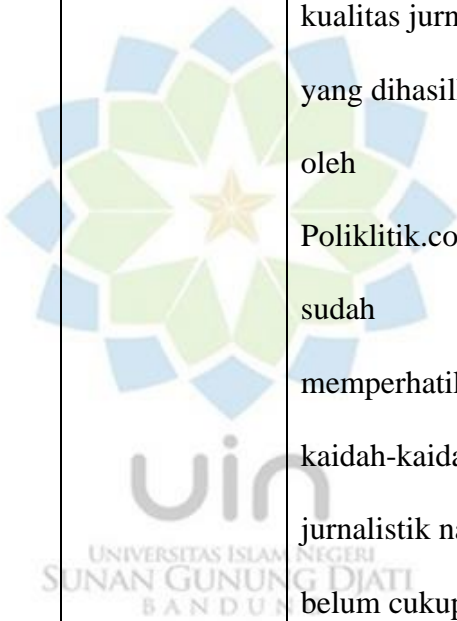 kualitas jurn
yang dihasil
oleh
Poliklitik.co
sudah
memperhatil
kaidah-kaida
jurnalistik na
belum cukup
uin
UNIVERSITAS ISLAM NEGERI
SUNAN GUNUNG DJATI
BANDUN